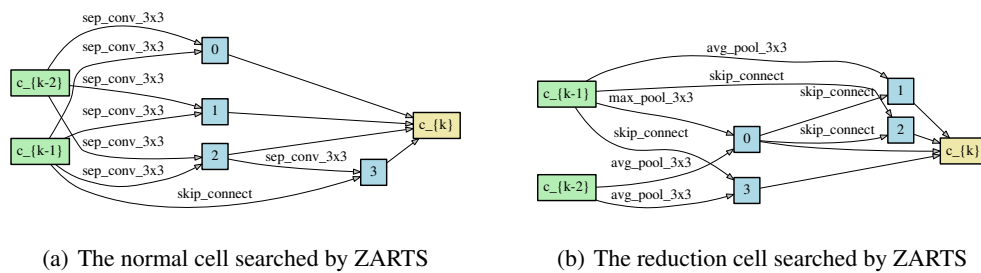 sep_conv_3x3
sep_conv_3x3
0
c_{k-2}
sep_conv_3x3
sep_conv_3x3
1
c_{k-1}
sep_conv_3x3
2
sep_conv_3x3
sep_conv_3x3
3
skip_connect
c_{k}
(a) The normal cell searched by ZARTS
avg_pool_3x3
c_{k-1}
skip_connect
max_pool_3x3
skip_connect
1
skip_connect
0
skip_connect
2
avg_pool_3x3
c_{k-2}
avg_pool_3x3
3
c_{k}
(b) The reduction cell searched by ZARTS